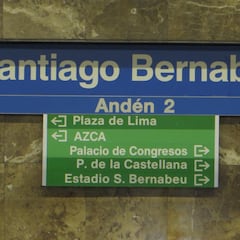 antiago Bernab
Andén 2
Plaza de Lima
AZCA
Palacio de Congresos
P. de la Castellana
Estadio S. Bernabeu